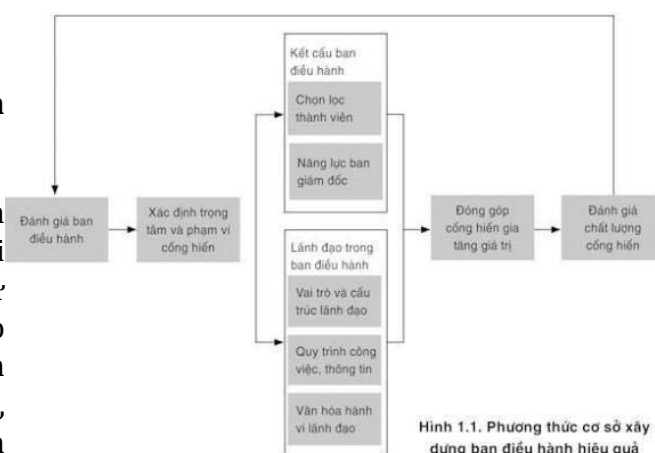 Kết cấu ban
điều hành
Chọn lọc
thành viên
Năng lực ban
giám đốc
Đánh giá ban
điều hành
Xác định trọng
tâm và phạm vi
cống hiến
Đóng góp
cống hiến gia
tăng giá trị
Đánh giá
chất lượng
cống hiến
Lãnh đạo trong
ban điều hành
Vai trò và cấu
trúc lãnh đạo
Quy trình công
việc, thông tin
Văn hóa hành
vi lãnh đạo
Hình 1.1. Phương thức cơ sở xây
dựng ban điều hành hiệu quả